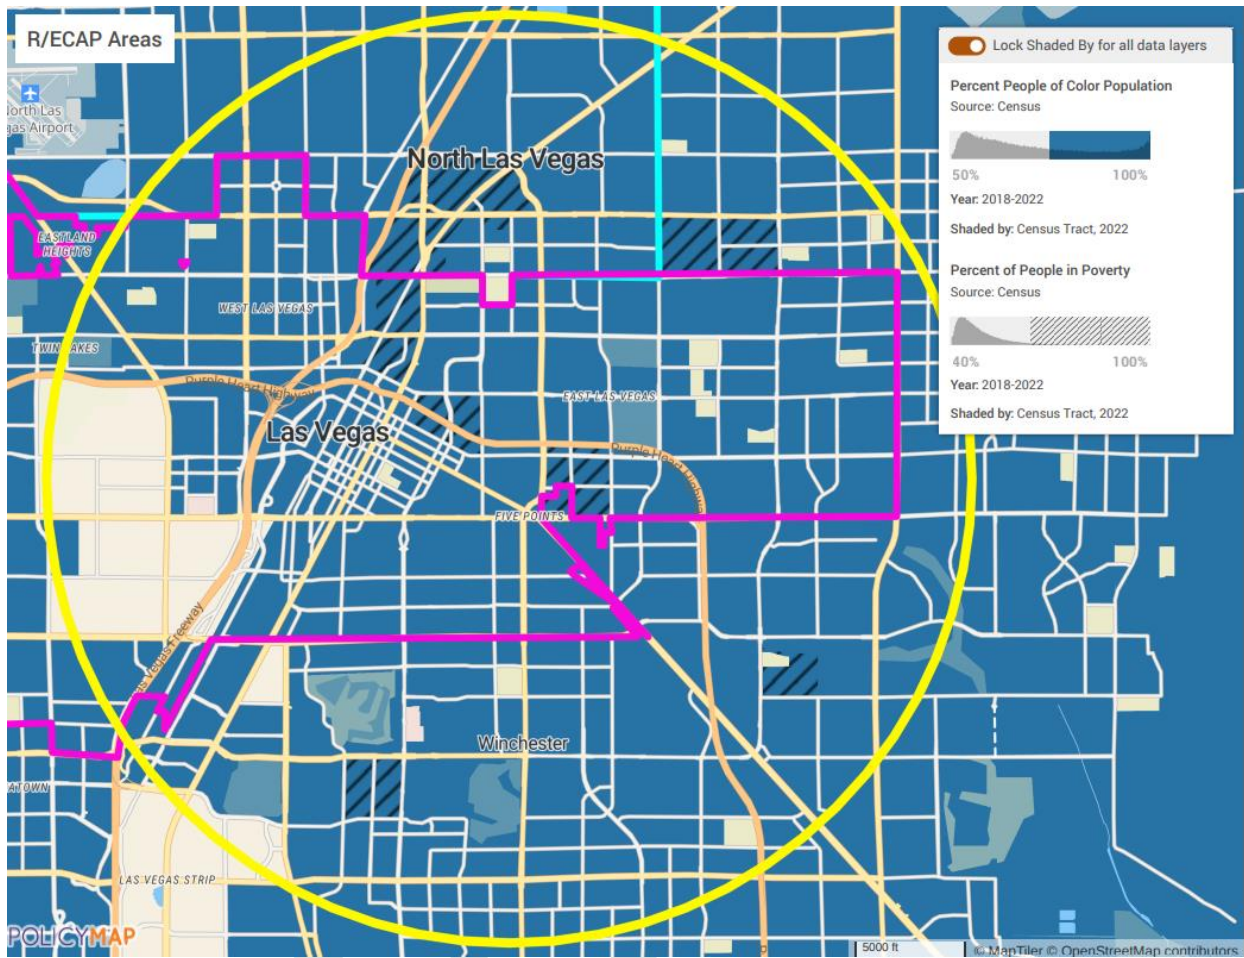 R/ECAP Areas
Lock Shaded By for all data layers
Percent People of Color Population
Source: Census
50% 100%
Year: 2018-2022
Shaded by: Census Tract, 2022
Percent of People in Poverty
Source: Census
40% 100%
Year: 2018-2022
Shaded by: Census Tract, 2022
North Las
gas Airport
North Las Vegas
EASTLAND
HEIGHTS
WEST LAS VEGAS
TWIN LAKES
Purple Heart Highway
EAST LAS VEGAS
Las Vegas
Purple Heart Highway
FIVE POINTS
Las Vegas Freeway
Winchester
ATOWN
LAS VEGAS STRIP
POLICYMAP
5000 ft
© MapTiler © OpenStreetMap contributors